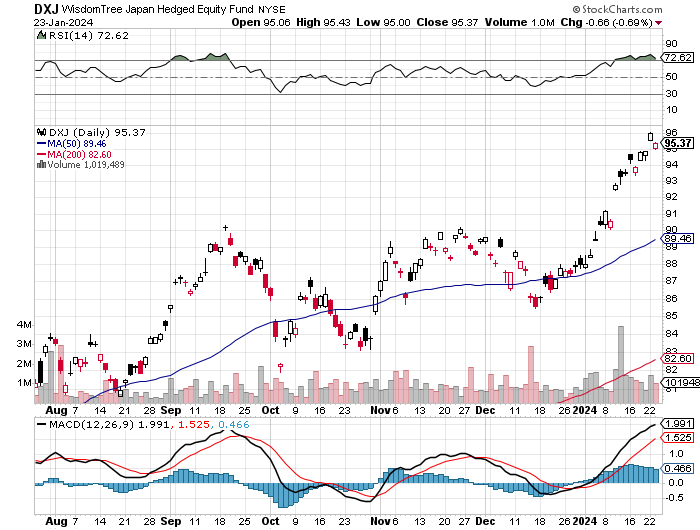 DXJ WisdomTree Japan Hedged Equity Fund NYSE © StockCharts.com
23-Jan-2024 Open 95.06 High 95.43 Low 95.00 Close 95.37 Volume 1.0M Chg -0.66 (-0.69%)
RSI(14) 72.62
90
72.62
70
50
30
10
DXJ (Daily) 95.37
MA(50) 89.46
MA(200) 82.60
Volume 1,019,489
96
95.37
95
94
93
92
91
90
89.46
88
87
86
85
84
83
82.60
82
81
1019489
4M
3M
2M
1M
Aug 7 14 21 28 Sep 11 18 25 Oct 9 16 23 Nov 6 13 20 27 Dec 11 18 26 2024 8 16 22
MACD(12,26,9) 1.991, 1.525, 0.466
1.991
1.525
1.0
0.466
0.0
-0.5
Aug 7 14 21 28 Sep 11 18 25 Oct 9 16 23 Nov 6 13 20 27 Dec 11 18 26 2024 8 16 22